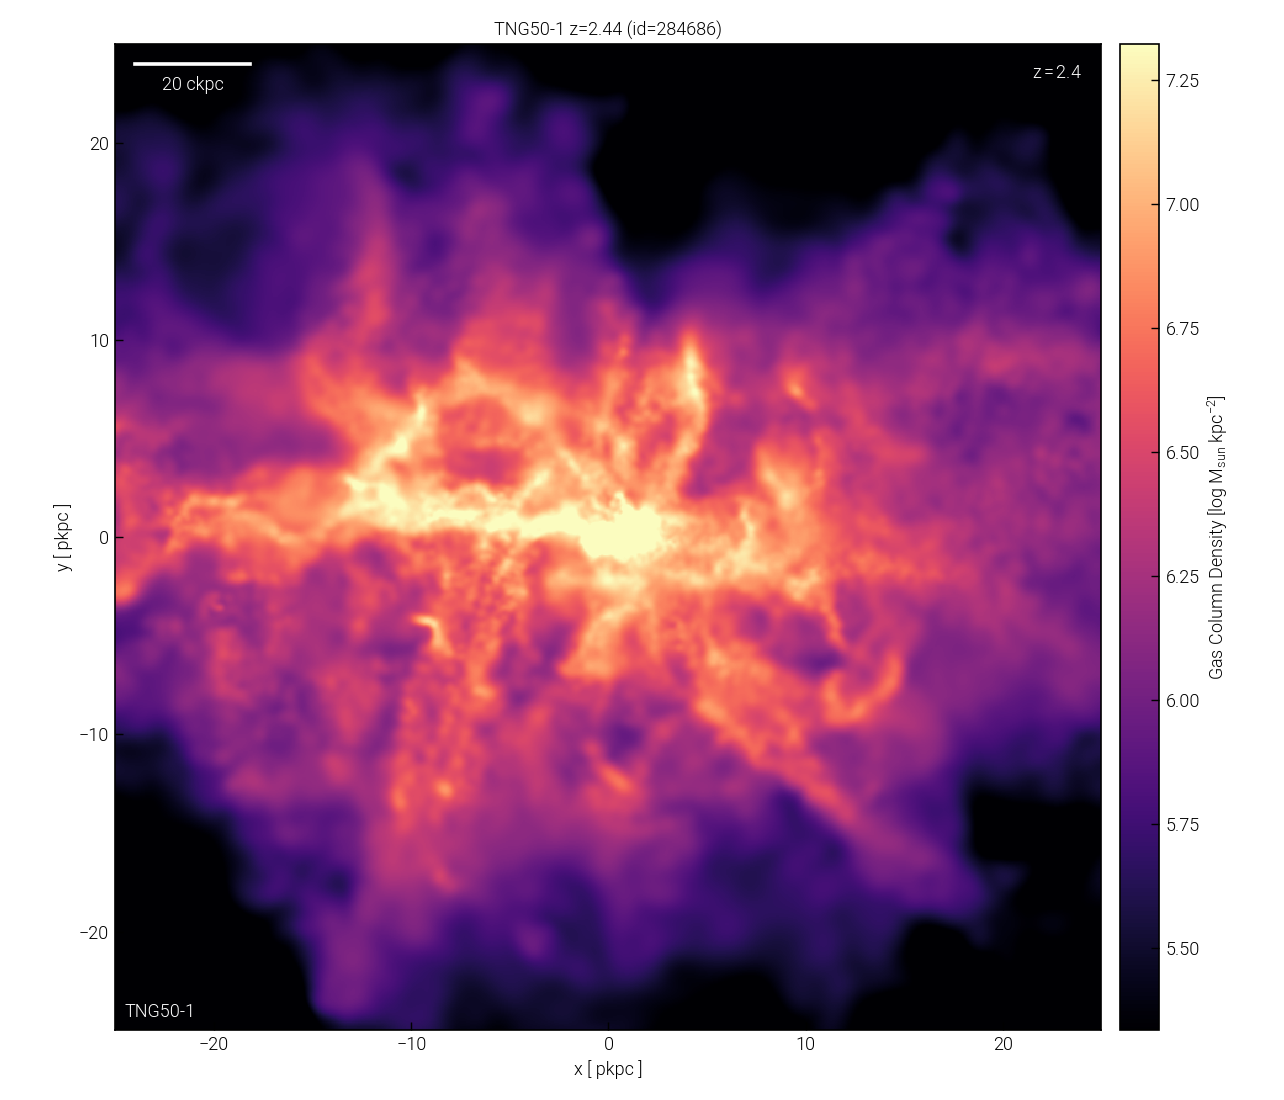 TNG50-1 z=2.44 (id=284686)
20 ckpc
z=2.4
TNG50-1
20
10
0
−10
−20
y [ pkpc ]
−20
−10
0
10
20
x [ pkpc ]
7.25
7.00
6.75
6.50
6.25
6.00
5.75
5.50
Gas Column Density [log M_sun kpc^−2]